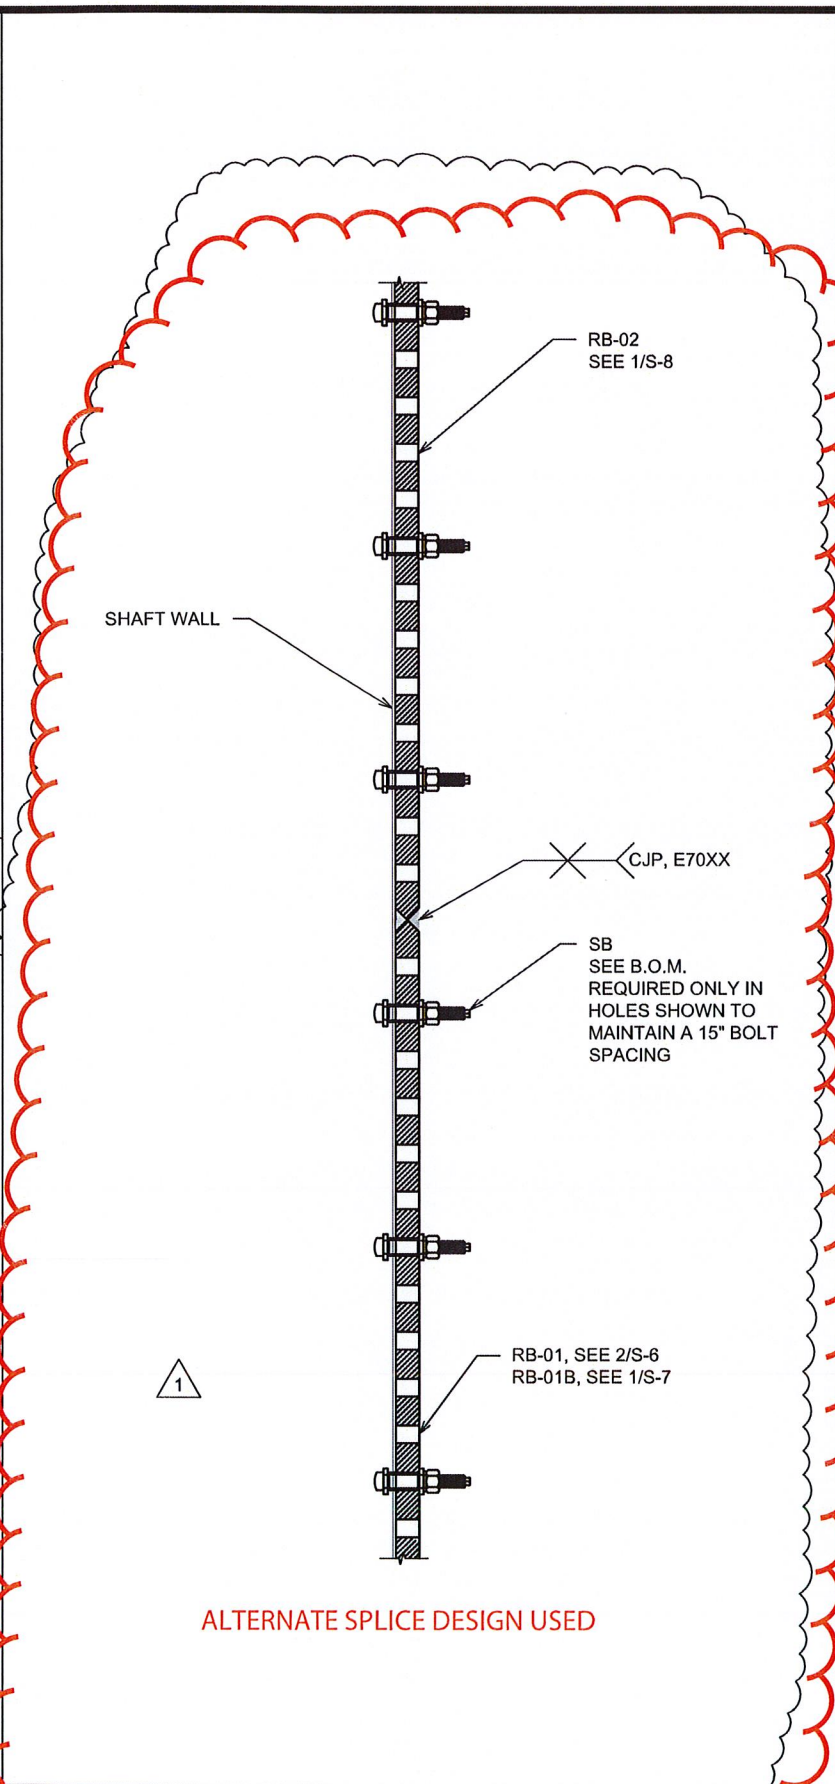 RB-02
SEE 1/S-8
SHAFT WALL
CJP, E70XX
SB
SEE B.O.M.
REQUIRED ONLY IN
HOLES SHOWN TO
MAINTAIN A 15" BOLT
SPACING
RB-01, SEE 2/S-6
RB-01B, SEE 1/S-7
1
ALTERNATE SPLICE DESIGN USED